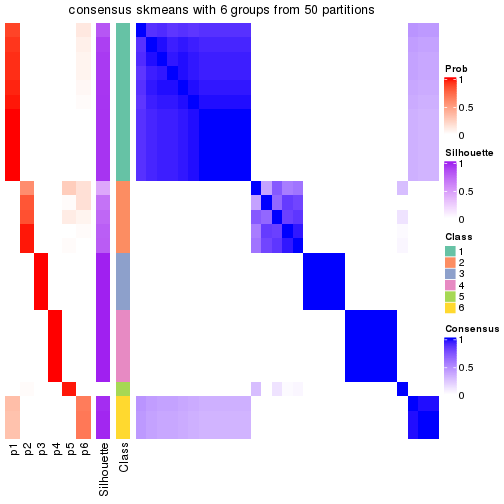 consensus skmeans with 6 groups from 50 partitions
Prob
1
0.5
0
Silhouette
1
0.5
0
Class
1
2
3
4
5
6
Consensus
1
0.5
0
p1
p2
p3
p4
p5
p6
Silhouette
Class